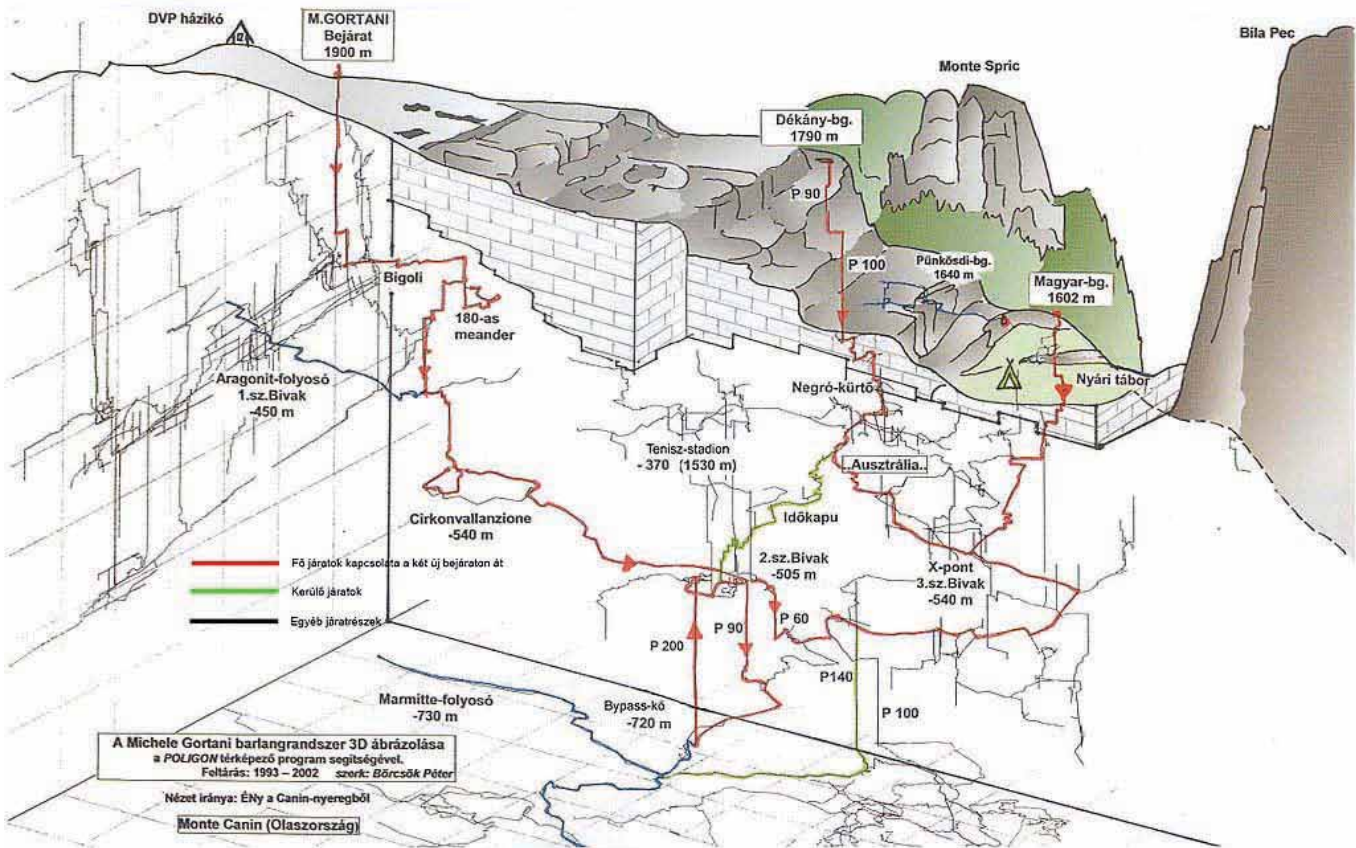 DVP házikó
M.GORTANI
Bejárat
1900 m
Bila Pec
Monte Spric
Dékány-bg.
1790 m
P 90
P 100
Pünkösdi-bg.
1640 m
Magyar-bg.
1602 m
Bigoli
180-as
meander
Aragonit-folyosó
1.sz.Bivak
-450 m
Negró-kürtő
Nyári tábor
Tenisz-stadion
- 370 (1530 m)
..Ausztrália..
Cirkonvallanzione
-540 m
Időkapu
2.sz.Bivak
-505 m
X-pont
3.sz.Bivak
-540 m
Fő járatok kapcsolata a két új bejáraton át
Kerülő járatok
Egyéb járatrészek
P 200
P 90
P 60
P140
P 100
Marmitte-folyosó
-730 m
Bypass-kő
-720 m
A Michele Gortani barlangrandszer 3D ábrázolása
a POLIGON térképező program segítségével.
Feltárás: 1993 – 2002 szerk: Börcsök Péter
Nézet iránya: ÉNy a Canin-nyeregből
Monte Canin (Olaszország)